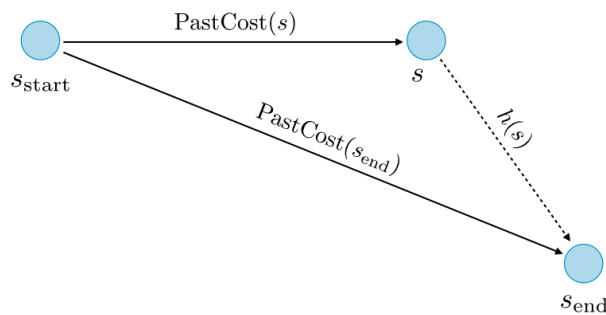 PastCost(s)
s_start
s
PastCost(s_end)
h(s)
s_end